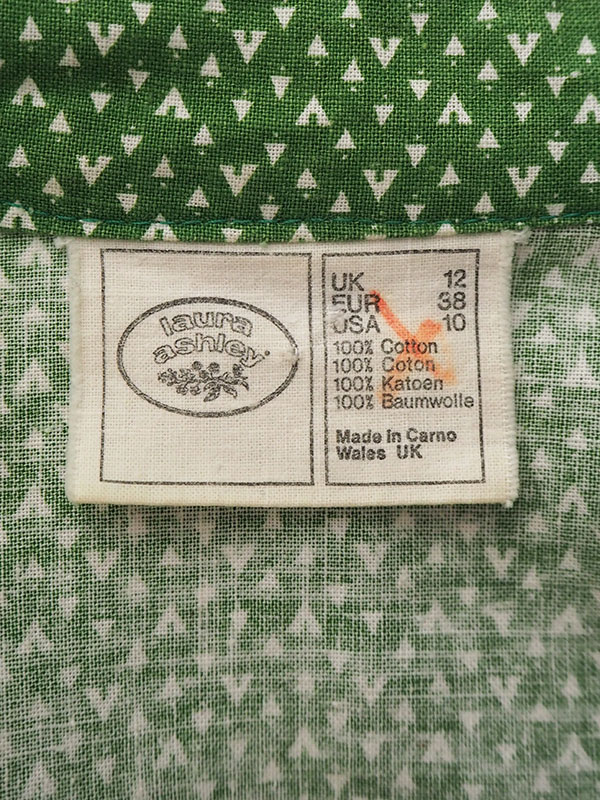 laura
ashley
UK 12
EUR 38
USA 10
100% Cotton
100% Coton
100% Katoen
100% Baumwolle
Made in Carno
Wales UK